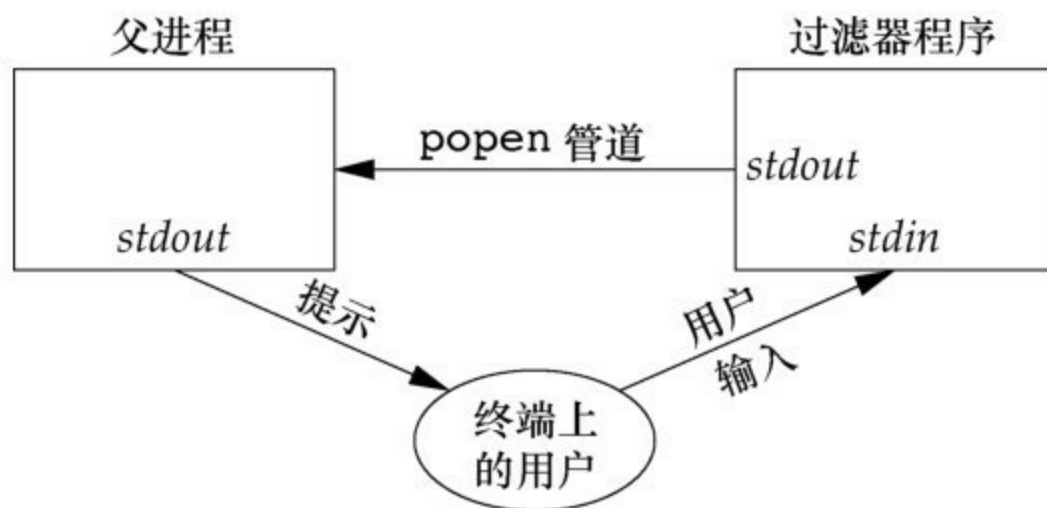 父进程
过滤器程序
popen 管道
stdout
stdout
stdin
提示
用户
输入
终端上
的用户